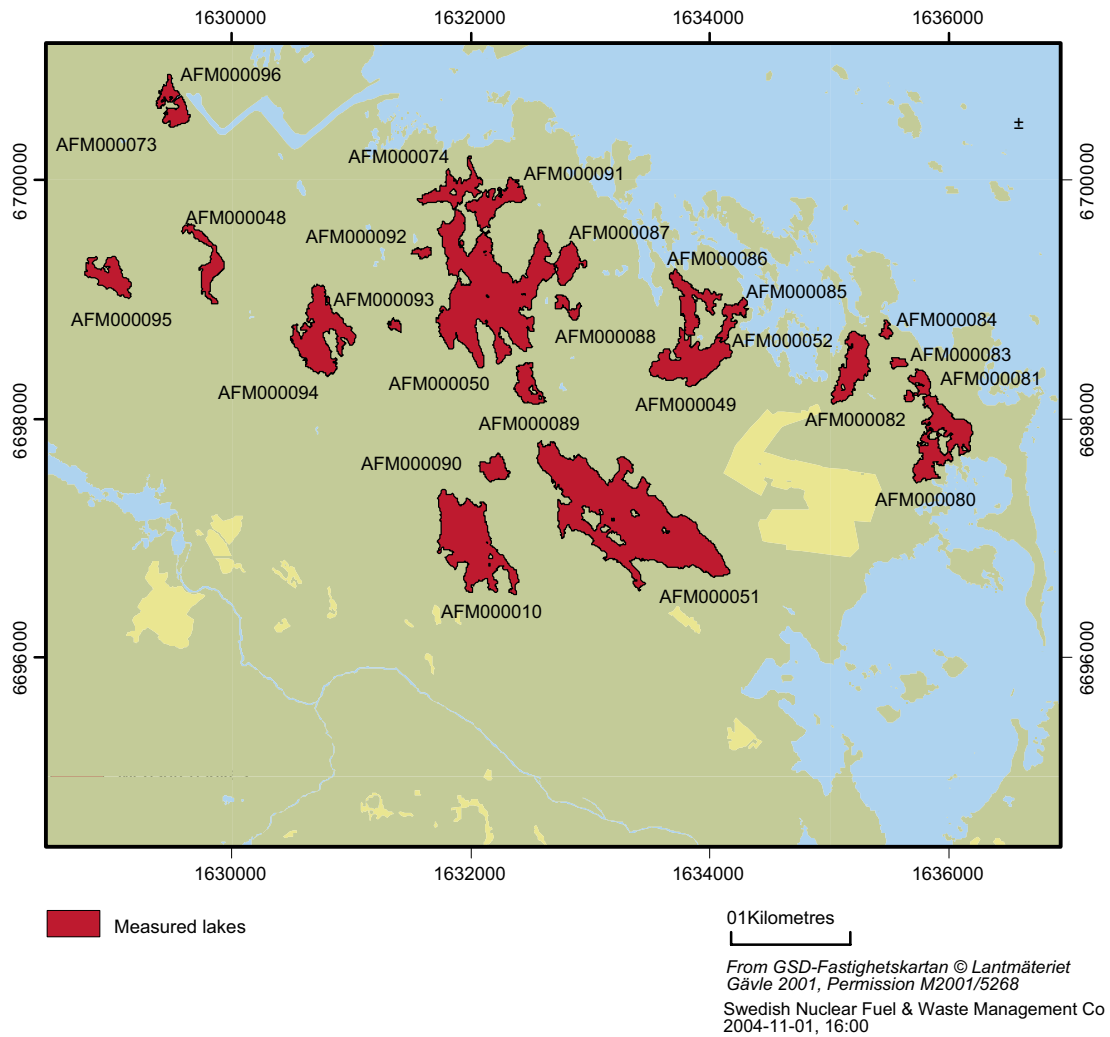 1630000 1632000 1634000 1636000
AFM000096
±
AFM000073
AFM000074
AFM000091
6700000
6700000
AFM000048
AFM000092
AFM000087
AFM000086
AFM000085
AFM000095
AFM000093
AFM000084
AFM000088
AFM000052
AFM000083
AFM000081
AFM000050
AFM000094
AFM000049
AFM000082
6698000
6698000
AFM000089
AFM000090
AFM000080
AFM000051
AFM000010
6696000
6696000
1630000 1632000 1634000 1636000
Measured lakes
01Kilometres
From GSD-Fastighetskartan © Lantmäteriet
Gävle 2001, Permission M2001/5268
Swedish Nuclear Fuel & Waste Management Co
2004-11-01, 16:00